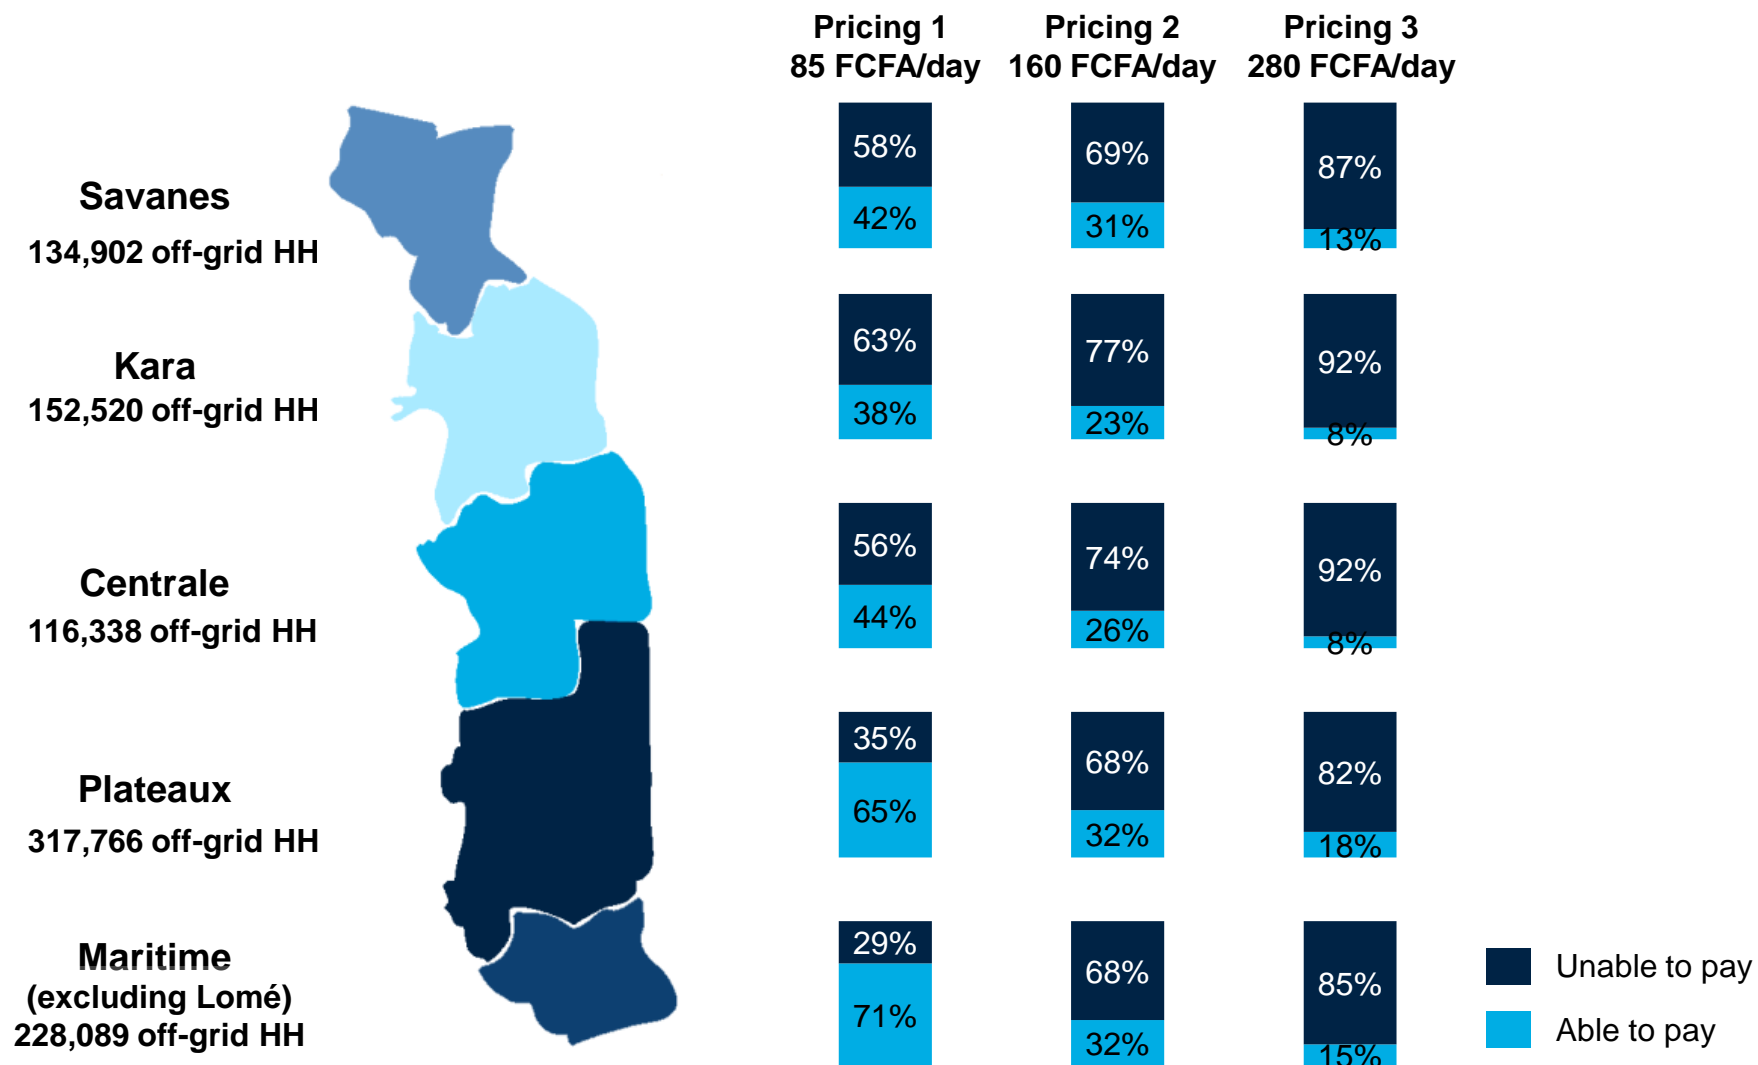 Pricing 1
85 FCFA/day
Pricing 2
160 FCFA/day
Pricing 3
280 FCFA/day
Savanes
134,902 off-grid HH
58%
42%
69%
31%
87%
13%
Kara
152,520 off-grid HH
63%
38%
77%
23%
92%
8%
Centrale
116,338 off-grid HH
56%
44%
74%
26%
92%
8%
Plateaux
317,766 off-grid HH
35%
65%
68%
32%
82%
18%
Maritime
(excluding Lomé)
228,089 off-grid HH
29%
71%
68%
32%
85%
15%
Unable to pay
Able to pay